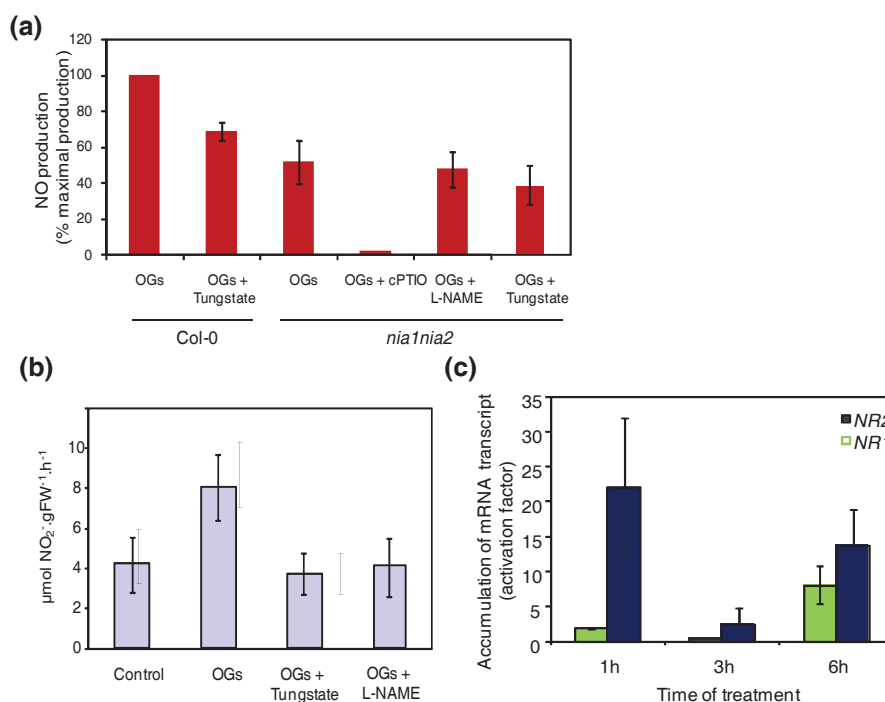 (a)
NO production
(% maximal production)
120
100
80
60
40
20
0
OGs
OGs +
Tungstate
OGs
OGs + cPTIO
OGs +
L-NAME
OGs +
Tungstate
Col-0
nia1nia2
(b)
µmol NO₂⁻.gFW⁻¹.h⁻¹
10
8
6
4
2
0
Control
OGs
OGs +
Tungstate
OGs +
L-NAME
(c)
Accumulation of mRNA transcript
(activation factor)
35
30
25
20
15
10
5
0
NR2
NR1
1h
3h
6h
Time of treatment